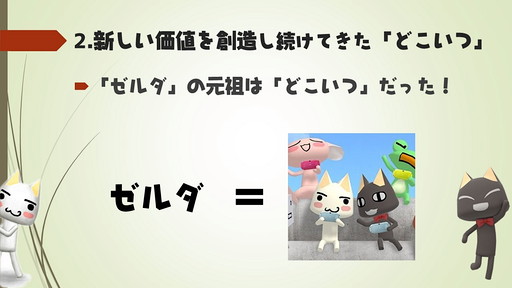 2.新しい価値を創造し続けてきた「どこいつ」
「ゼルダ」の元祖は「どこいつ」だった！
ゼルダ ＝